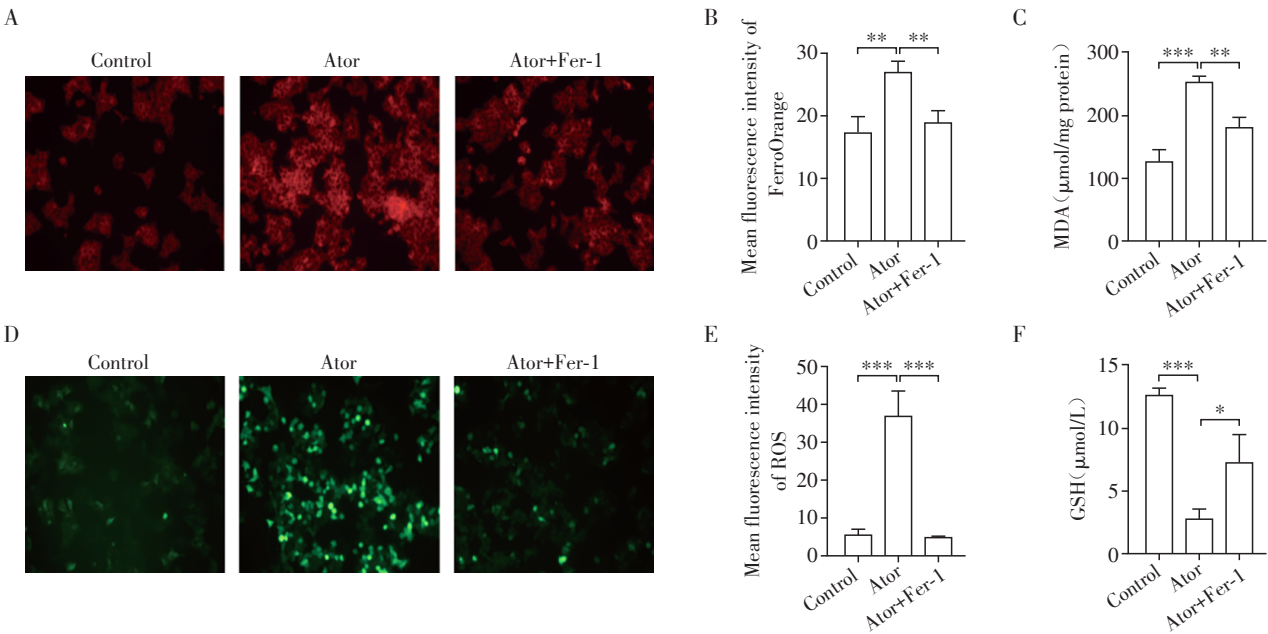 A
Control
Ator
Ator+Fer-1
B
Mean fluorescence intensity of
FerroOrange
30
20
10
0
**
**
Control
Ator
Ator+Fer-1
C
MDA（μmol/mg protein）
300
200
100
0
***
**
Control
Ator
Ator+Fer-1
D
Control
Ator
Ator+Fer-1
E
Mean fluorescence intensity
of ROS
50
40
30
20
10
0
***
***
Control
Ator
Ator+Fer-1
F
GSH（μmol/L）
15
10
5
0
***
*
Control
Ator
Ator+Fer-1